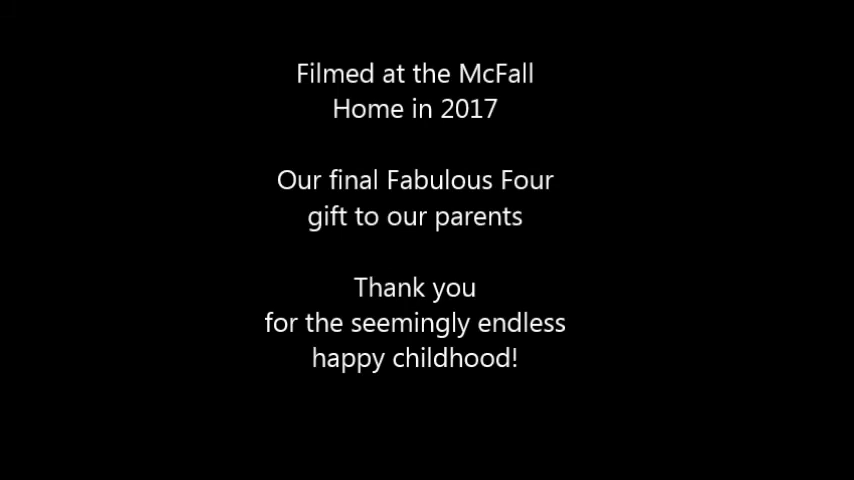 Filmed at the McFall
Home in 2017
Our final Fabulous Four
gift to our parents
Thank you
for the seemingly endless
happy childhood!